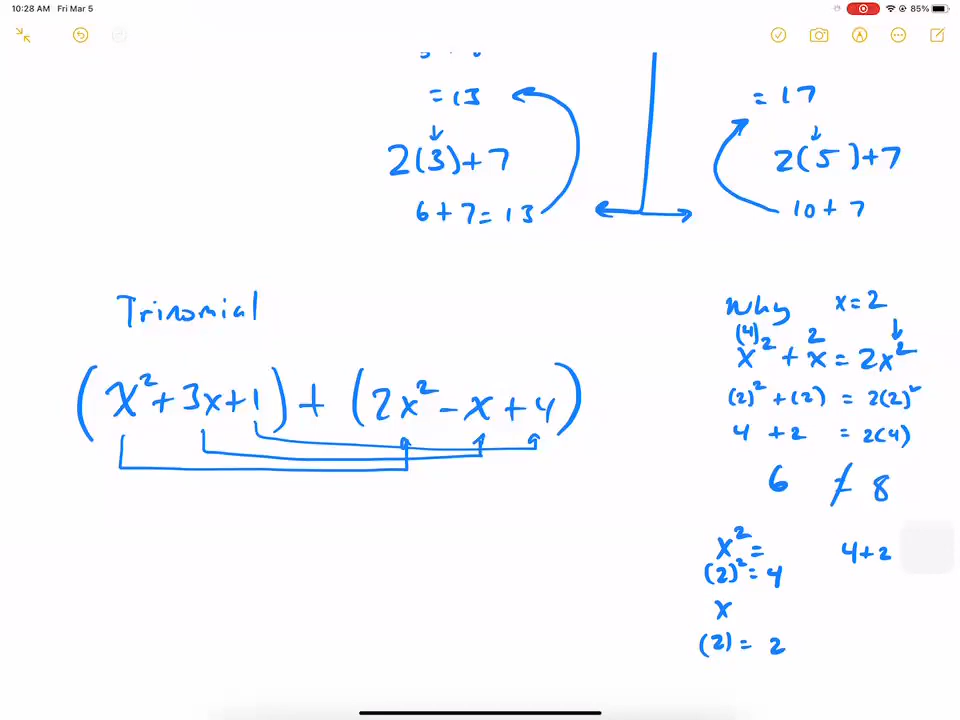 10:28 AM Fri Mar 5
85%
= 13
2(3)+7
6+7=13
= 17
2(5)+7
10+7
Trinomial
(x²+3x+1)+(2x²-x+4)
Why x=2
(4) 2
x²+x=2x²
(2)²+(2) = 2(2)²
4 +2 = 2(4)
6 ≠ 8
x²=
4+2
(2)²=4
x
(2)=2